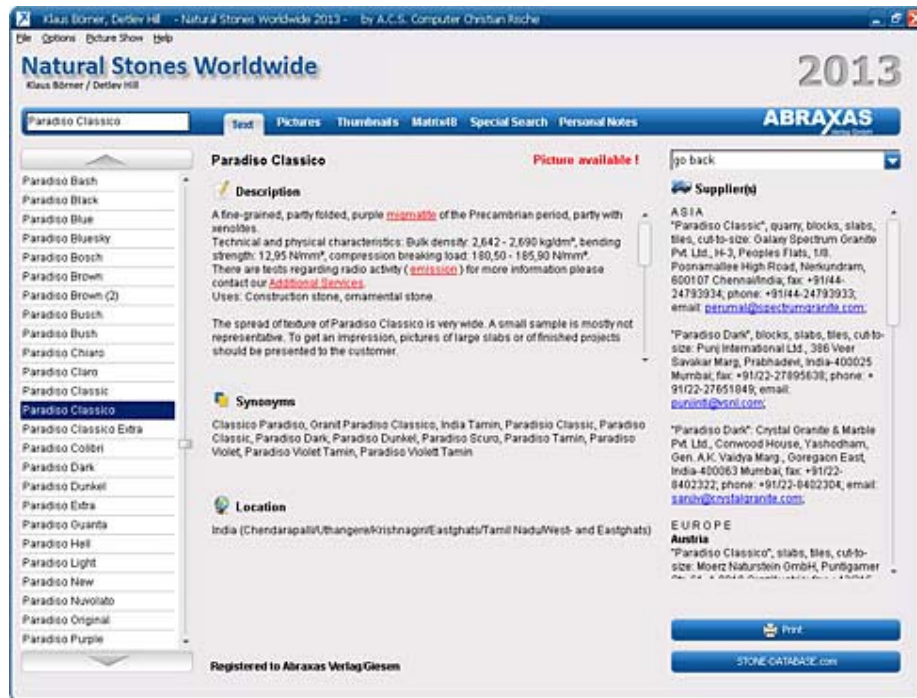 Klaus Börner, Detlev Hill - Natural Stones Worldwide 2013 - by A.C.S. Computer Christian Rische
File Options Picture Show Help
Natural Stones Worldwide
Klaus Börner / Detlev Hill
2013
Paradiso Classico
Text Pictures Thumbnails Matrix48 Special Search Personal Notes
ABRAXAS
Verlag GmbH
Paradiso Bash
Paradiso Black
Paradiso Blue
Paradiso Bluesky
Paradiso Bosch
Paradiso Brown
Paradiso Brown (2)
Paradiso Busch
Paradiso Bush
Paradiso Chiaro
Paradiso Claro
Paradiso Classic
Paradiso Classico
Paradiso Classico Extra
Paradiso Colibri
Paradiso Dark
Paradiso Dunkel
Paradiso Extra
Paradiso Guanta
Paradiso Hell
Paradiso Light
Paradiso New
Paradiso Nuvolato
Paradiso Original
Paradiso Purple
Paradiso Classico
Picture available !
Description
A fine-grained, partly folded, purple migmatite of the Precambrian period, partly with
xenolites.
Technical and physical characteristics: Bulk density: 2,642 - 2,690 kg/dm³, bending
strength: 12,95 N/mm², compression breaking load: 180,50 - 185,90 N/mm².
There are tests regarding radio activity ( emission ) for more information please
contact our Additional Services.
Uses: Construction stone, ornamental stone.
The spread of texture of Paradiso Classico is very wide. A small sample is mostly not
representative. To get an impression, pictures of large slabs or of finished projects
should be presented to the customer.
Synonyms
Classico Paradiso, Granit Paradiso Classico, India Tamin, Paradisio Classic, Paradiso
Classic, Paradiso Dark, Paradiso Dunkel, Paradiso Scuro, Paradiso Tamin, Paradiso
Violet, Paradiso Violet Tamin, Paradiso Violett Tamin
Location
India (Chendarapalli/Uthangere/Krishnagiri/Eastghats/Tamil Nadu/West- and Eastghats)
Registered to Abraxas Verlag/Giesen
go back
Supplier(s)
ASIA
"Paradiso Classic", quarry, blocks, slabs,
tiles, cut-to-size: Galaxy Spectrum Granite
Pvt. Ltd., H-3, Peoples Flats, 1/8.
Poonamallee High Road, Nerkundram,
600107 Chennai/India; fax: +91/44-
24793934; phone: +91/44-24793933;
email: perumal@spectrumgranite.com;
"Paradiso Dark", blocks, slabs, tiles, cut-to-
size: Punj International Ltd., 386 Veer
Savakar Marg, Prabhadevi, India-400025
Mumbai; fax: +91/22-27895638; phone: +
91/22-27651849; email:
punjintl@vsnl.com;
"Paradiso Dark": Crystal Granite & Marble
Pvt. Ltd., Conwood House, Yashodham,
Gen. A.K. Vaidya Marg., Goregaon East,
India-400063 Mumbai; fax: +91/22-
8402322; phone: +91/22-8402304; email:
sanjiv@crystalgranite.com;
EUROPE
Austria
"Paradiso Classico", slabs, tiles, cut-to-
size: Moerz Naturstein GmbH, Puntigamer
Print
STONE-DATABASE.com